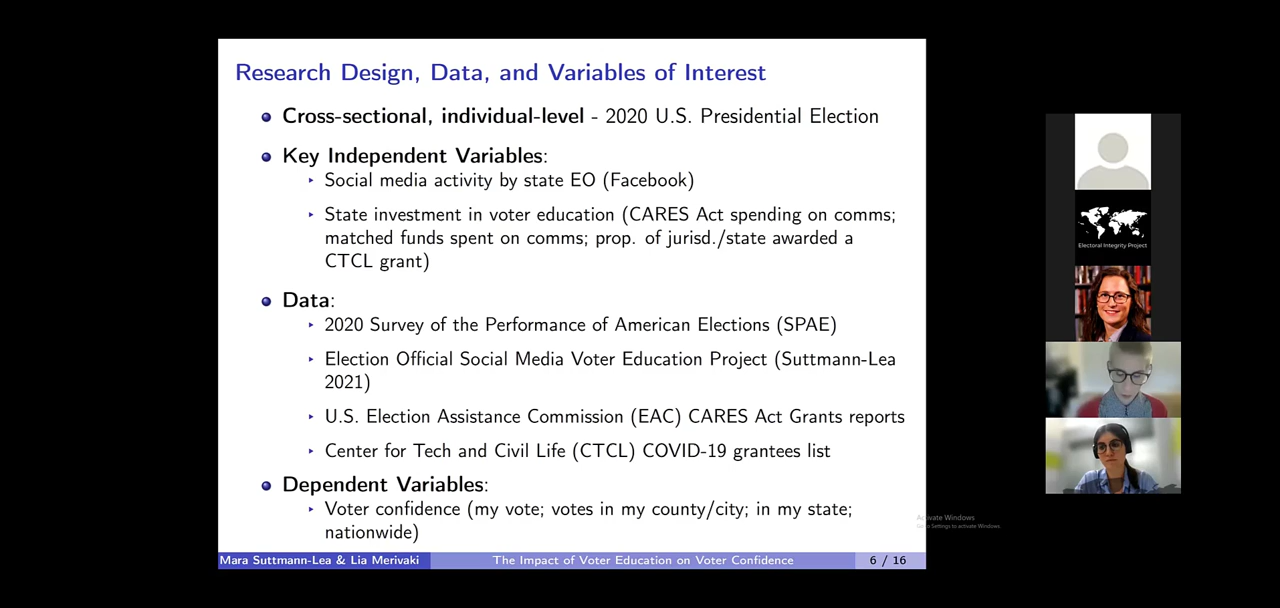 Research Design, Data, and Variables of Interest
Cross-sectional, individual-level - 2020 U.S. Presidential Election
Key Independent Variables:
Social media activity by state EO (Facebook)
State investment in voter education (CARES Act spending on comms;
matched funds spent on comms; prop. of jurisd./state awarded a
CTCL grant)
Data:
2020 Survey of the Performance of American Elections (SPAE)
Election Official Social Media Voter Education Project (Suttmann-Lea
2021)
U.S. Election Assistance Commission (EAC) CARES Act Grants reports
Center for Tech and Civil Life (CTCL) COVID-19 grantees list
Dependent Variables:
Voter confidence (my vote; votes in my county/city; in my state;
nationwide)
Mara Suttmann-Lea & Lia Merivaki
The Impact of Voter Education on Voter Confidence
6 / 16
Electoral Integrity Project
Activate Windows
Go to Settings to activate Windows.